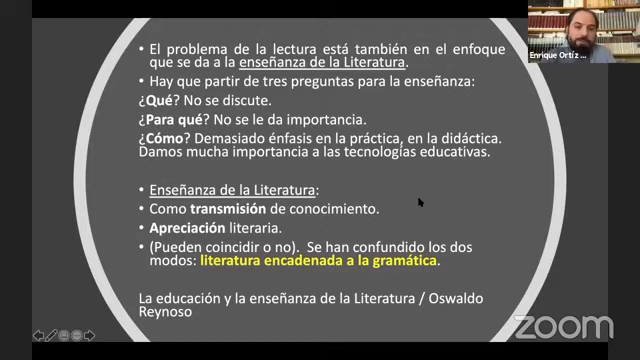 • El problema de la lectura está también en el enfoque
que se da a la enseñanza de la Literatura.
• Hay que partir de tres preguntas para la enseñanza:
¿Qué? No se discute.
¿Para qué? No se le da importancia.
¿Cómo? Demasiado énfasis en la práctica, en la didáctica.
Damos mucha importancia a las tecnologías educativas.
• Enseñanza de la Literatura:
• Como transmisión de conocimiento.
• Apreciación literaria.
• (Pueden coincidir o no). Se han confundido los dos
modos: literatura encadenada a la gramática.
La educación y la enseñanza de la Literatura / Oswaldo
Reynoso
Enrique Ortíz ...
zoom